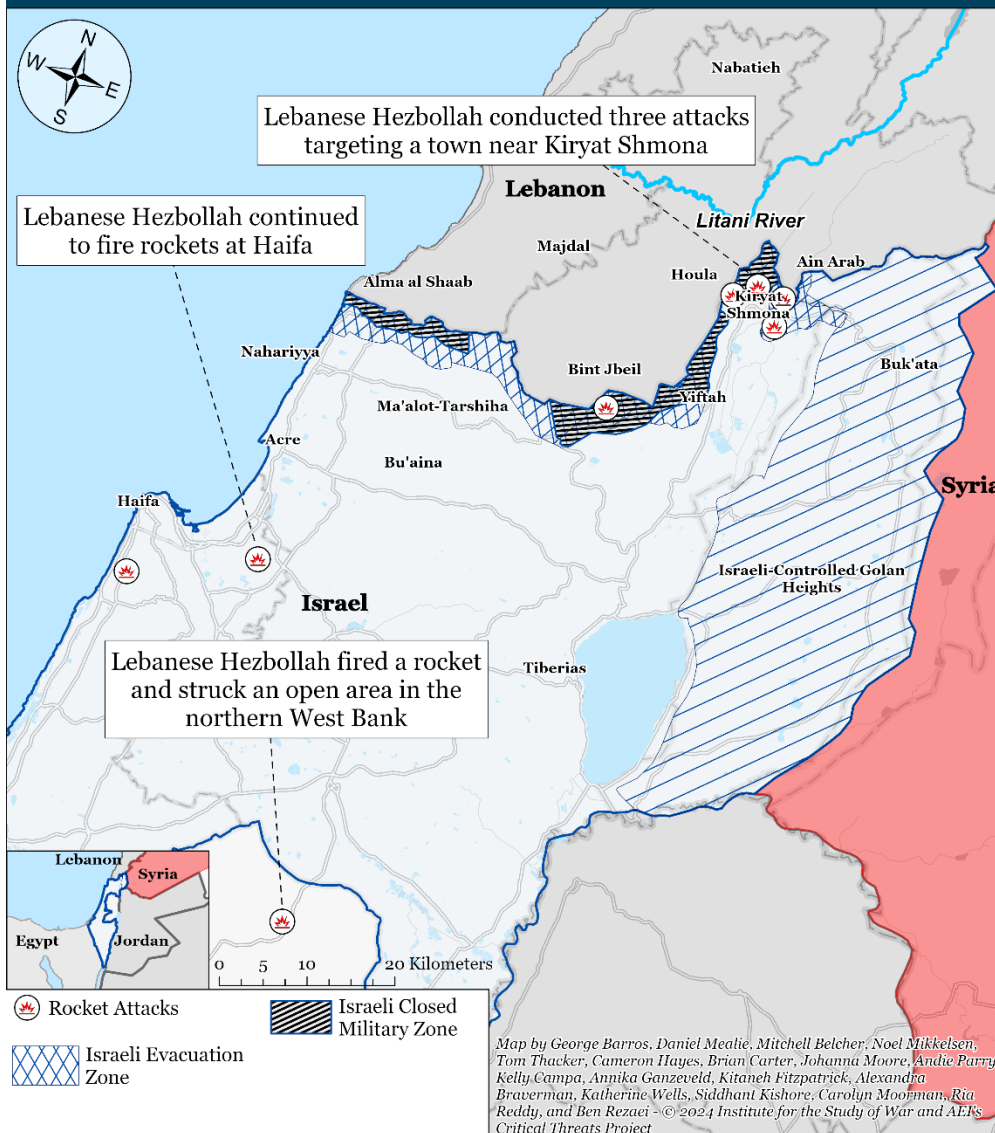 N
W
E
S
Nabatieh
Lebanese Hezbollah conducted three attacks
targeting a town near Kiryat Shmona
Lebanon
Litani River
Lebanese Hezbollah continued
to fire rockets at Haifa
Majdal
Houla
Ain Arab
Alma al Shaab
Kiryat
Shmona
Nahariyya
Bint Jbeil
Buk'ata
Yiftah
Ma'alot-Tarshiha
Acre
Bu'aina
Haifa
Syria
Israeli-Controlled Golan
Heights
Israel
Lebanese Hezbollah fired a rocket
and struck an open area in the
northern West Bank
Tiberias
Lebanon
Syria
Egypt
Jordan
0 5 10 20 Kilometers
Rocket Attacks
Israeli Closed
Military Zone
Israeli Evacuation
Zone
Map by George Barros, Daniel Mealie, Mitchell Belcher, Noel Mikkelsen,
Tom Thacker, Cameron Hayes, Brian Carter, Johanna Moore, Andie Parry,
Kelly Campa, Annika Ganzeveld, Kitaneh Fitzpatrick, Alexandra
Braverman, Katherine Wells, Siddhant Kishore, Carolyn Moorman, Ria
Reddy, and Ben Rezaei - © 2024 Institute for the Study of War and AEI's
Critical Threats Project